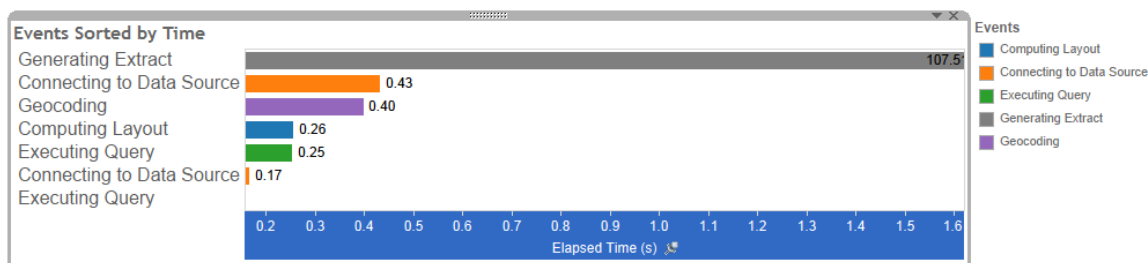 Events Sorted by Time
Generating Extract 107.51
Connecting to Data Source 0.43
Geocoding 0.40
Computing Layout 0.26
Executing Query 0.25
Connecting to Data Source 0.17
Executing Query
0.2 0.3 0.4 0.5 0.6 0.7 0.8 0.9 1.0 1.1 1.2 1.3 1.4 1.5 1.6
Elapsed Time (s)
Events
Computing Layout
Connecting to Data Source
Executing Query
Generating Extract
Geocoding